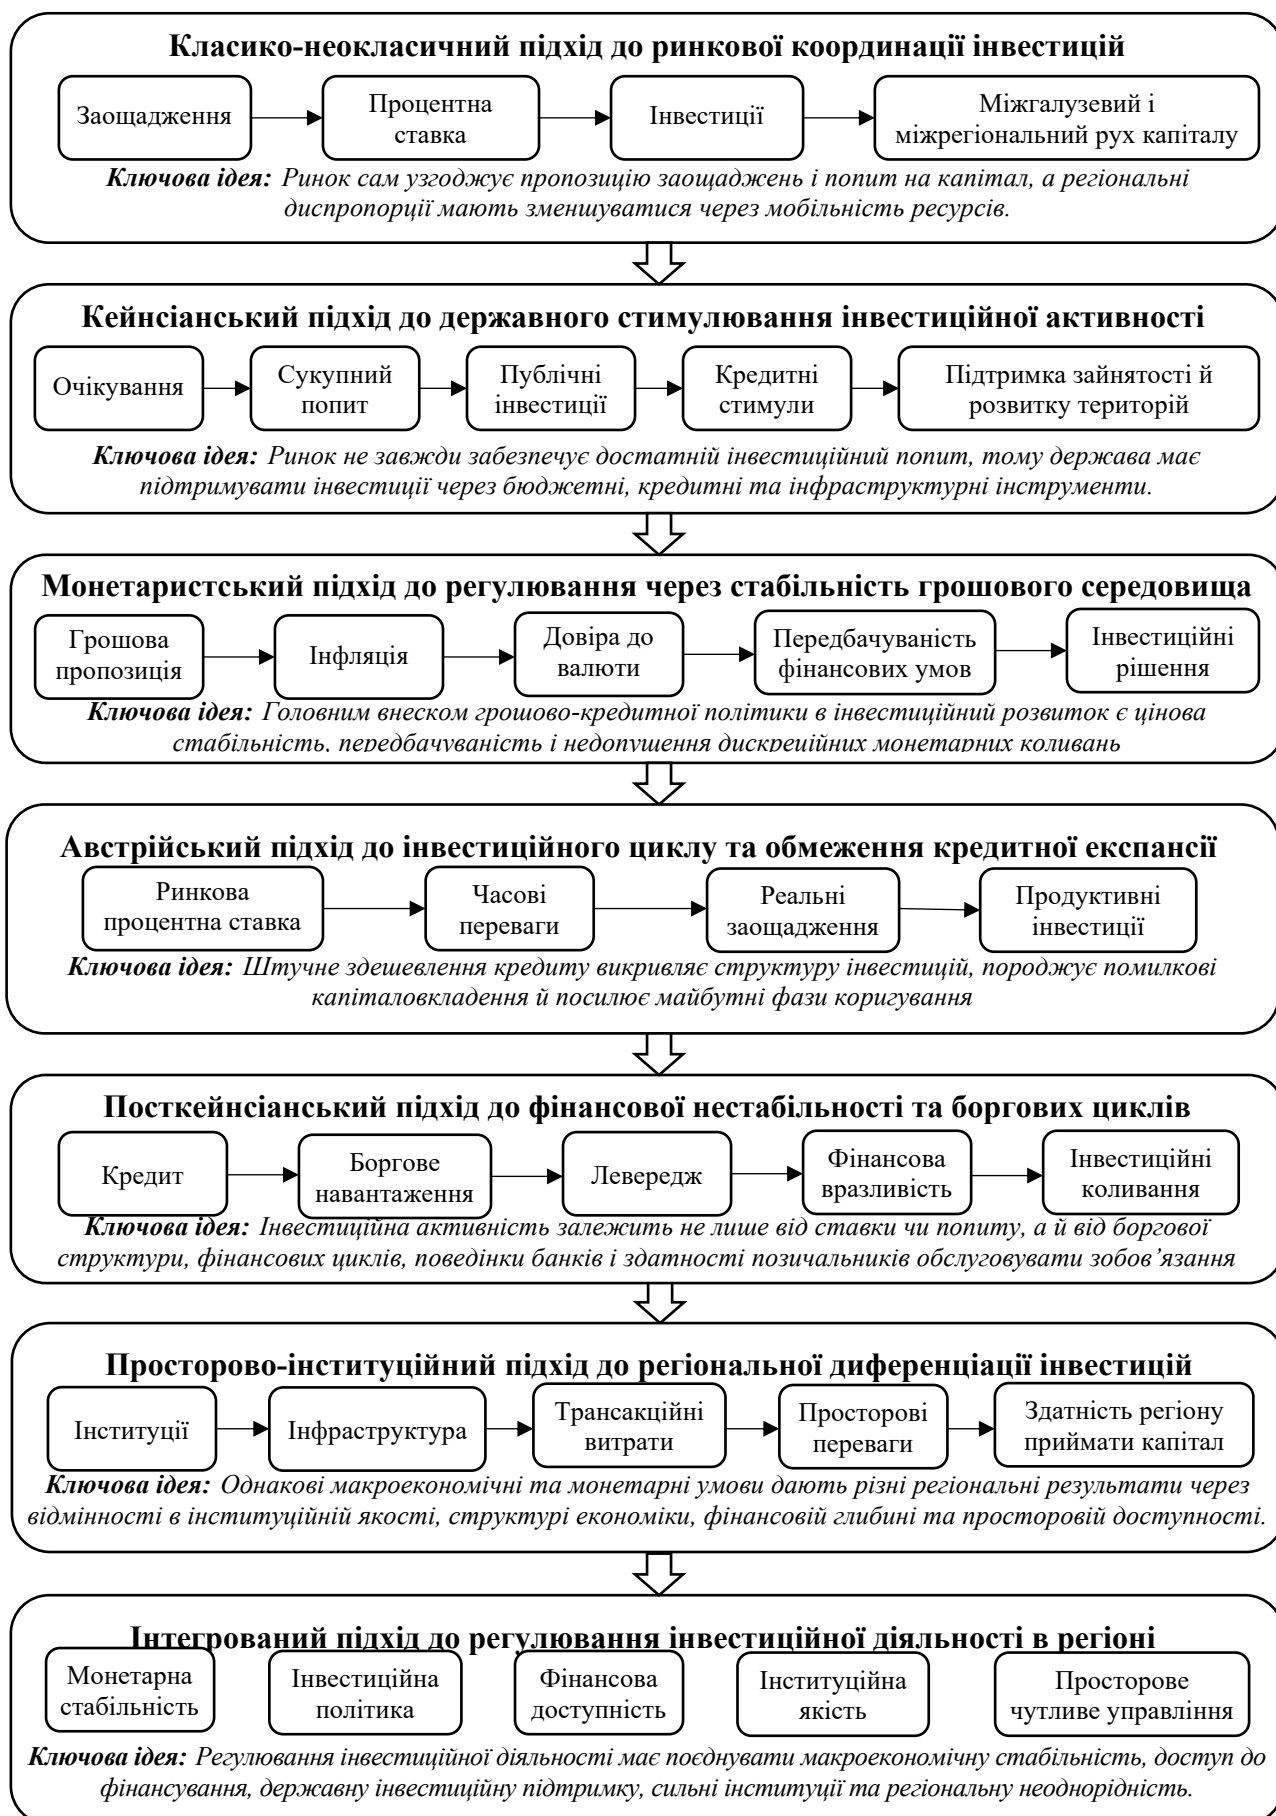 Класико-неокласичний підхід до ринкової координації інвестицій
Заощадження
Процентна
ставка
Інвестиції
Міжгалузевий і
міжрегіональний рух капіталу
Ключова ідея: Ринок сам узгоджує пропозицію заощаджень і попит на капітал, а регіональні
диспропорції мають зменшуватися через мобільність ресурсів.
Кейнсіанський підхід до державного стимулювання інвестиційної активності
Очікування
Сукупний
попит
Публічні
інвестиції
Кредитні
стимули
Підтримка зайнятості й
розвитку територій
Ключова ідея: Ринок не завжди забезпечує достатній інвестиційний попит, тому держава має
підтримувати інвестиції через бюджетні, кредитні та інфраструктурні інструменти.
Монетаристський підхід до регулювання через стабільність грошового середовища
Грошова
пропозиція
Інфляція
Довіра до
валюти
Передбачуваність
фінансових умов
Інвестиційні
рішення
Ключова ідея: Головним внеском грошово-кредитної політики в інвестиційний розвиток є цінова
стабільність, передбачуваність і недопущення дискреційних монетарних коливань
Австрійський підхід до інвестиційного циклу та обмеження кредитної експансії
Ринкова
процентна ставка
Часові
переваги
Реальні
заощадження
Продуктивні
інвестиції
Ключова ідея: Штучне здешевлення кредиту викривляє структуру інвестицій, породжує помилкові
капіталовкладення й посилює майбутні фази коригування
Посткейнсіанський підхід до фінансової нестабільності та боргових циклів
Кредит
Боргове
навантаження
Левередж
Фінансова
вразливість
Інвестиційні
коливання
Ключова ідея: Інвестиційна активність залежить не лише від ставки чи попиту, а й від боргової
структури, фінансових циклів, поведінки банків і здатності позичальників обслуговувати зобов’язання
Просторово-інституційний підхід до регіональної диференціації інвестицій
Інституції
Інфраструктура
Трансакційні
витрати
Просторові
переваги
Здатність регіону
приймати капітал
Ключова ідея: Однакові макроекономічні та монетарні умови дають різні регіональні результати через
відмінності в інституційній якості, структурі економіки, фінансовій глибині та просторовій доступності.
Інтегрований підхід до регулювання інвестиційної діяльності в регіоні
Монетарна
стабільність
Інвестиційна
політика
Фінансова
доступність
Інституційна
якість
Просторове
чутливе управління
Ключова ідея: Регулювання інвестиційної діяльності має поєднувати макроекономічну стабільність, доступ до
фінансування, державну інвестиційну підтримку, сильні інституції та регіональну неоднорідність.